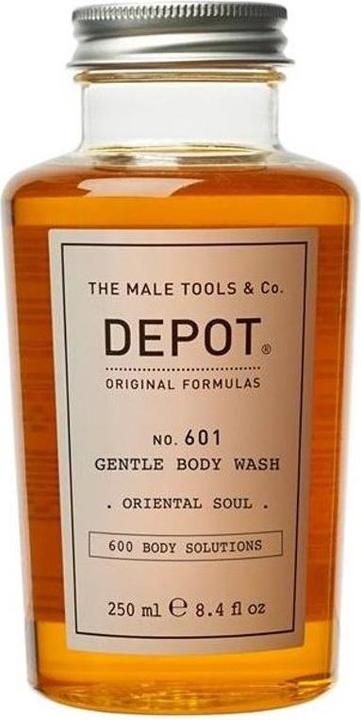 THE MALE TOOLS & Co.
DEPOT®
ORIGINAL FORMULAS
NO. 601
GENTLE BODY WASH
. ORIENTAL SOUL .
600 BODY SOLUTIONS
250 ml ℮ 8.4 fl oz